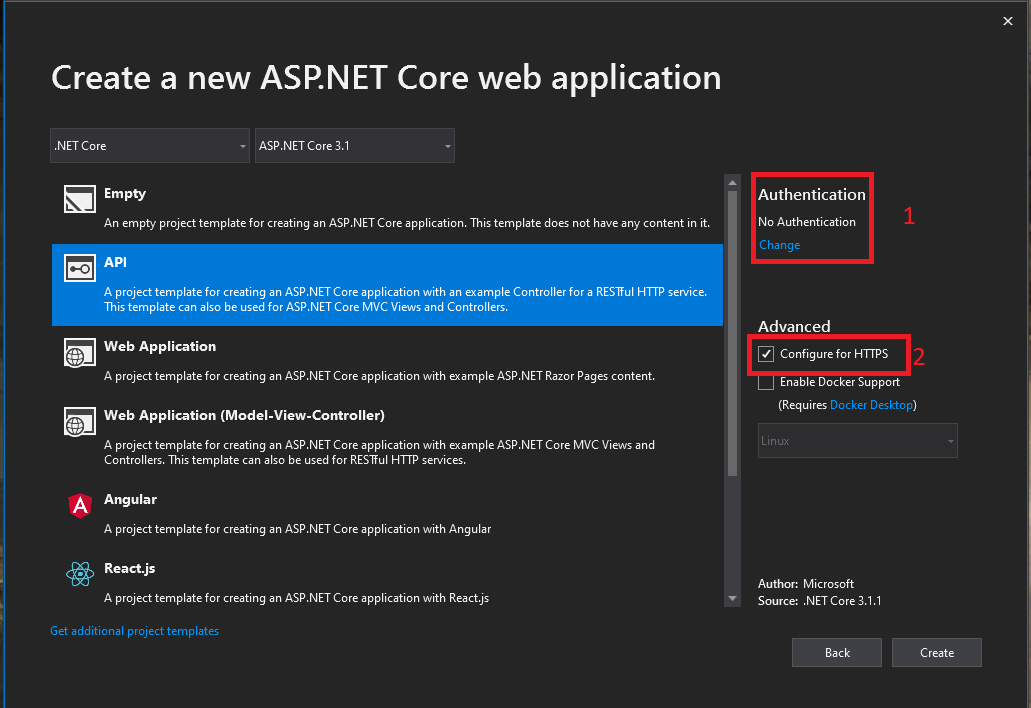 Create a new ASP.NET Core web application
.NET Core
ASP.NET Core 3.1
Empty
An empty project template for creating an ASP.NET Core application. This template does not have any content in it.
API
A project template for creating an ASP.NET Core application with an example Controller for a RESTful HTTP service.
This template can also be used for ASP.NET Core MVC Views and Controllers.
Web Application
A project template for creating an ASP.NET Core application with example ASP.NET Razor Pages content.
Web Application (Model-View-Controller)
A project template for creating an ASP.NET Core application with example ASP.NET Core MVC Views and
Controllers. This template can also be used for RESTful HTTP services.
Angular
A project template for creating an ASP.NET Core application with Angular
React.js
A project template for creating an ASP.NET Core application with React.js
Get additional project templates
Authentication
No Authentication
Change
1
Advanced
Configure for HTTPS
2
Enable Docker Support
(Requires Docker Desktop)
Linux
Author: Microsoft
Source: .NET Core 3.1.1
Back
Create